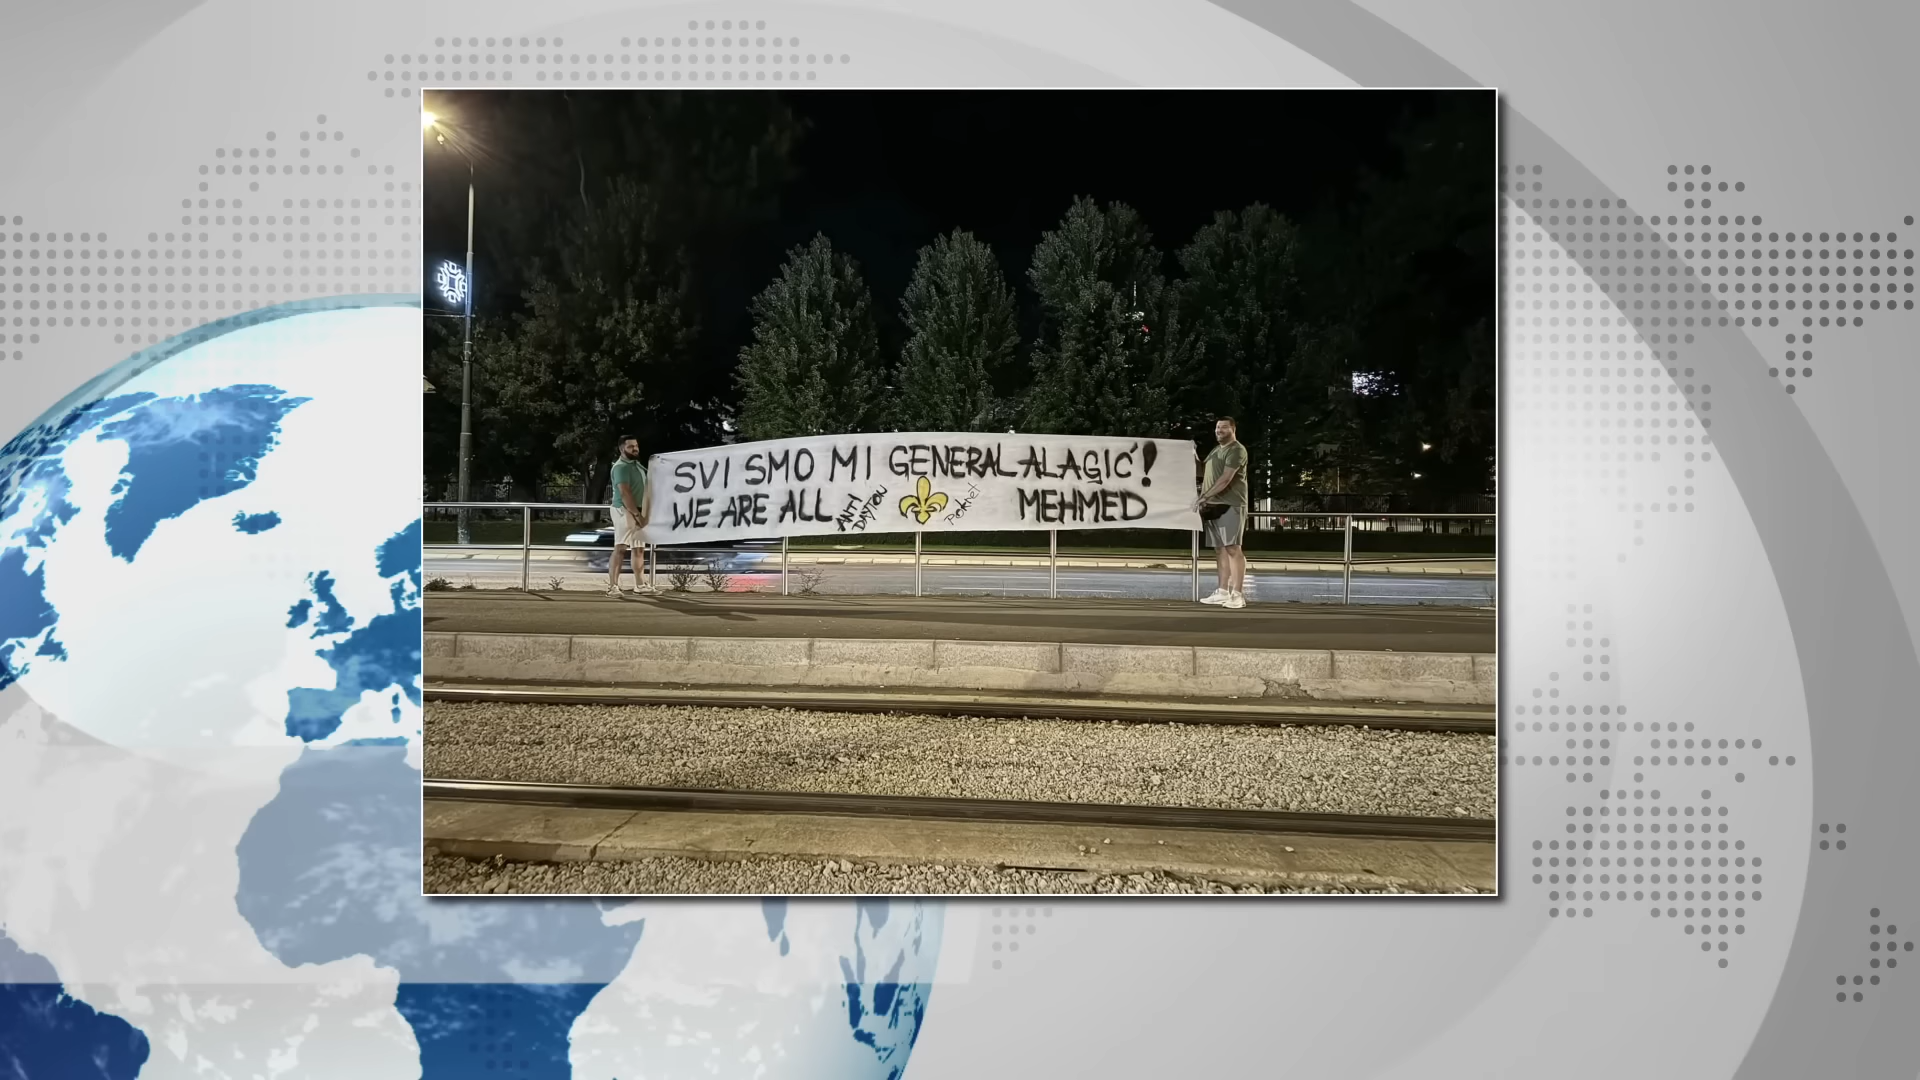 SVI SMO MI GENERAL ALAGIĆ!
WE ARE ALL MEHMED
ANTI
DAYTON
Pokret